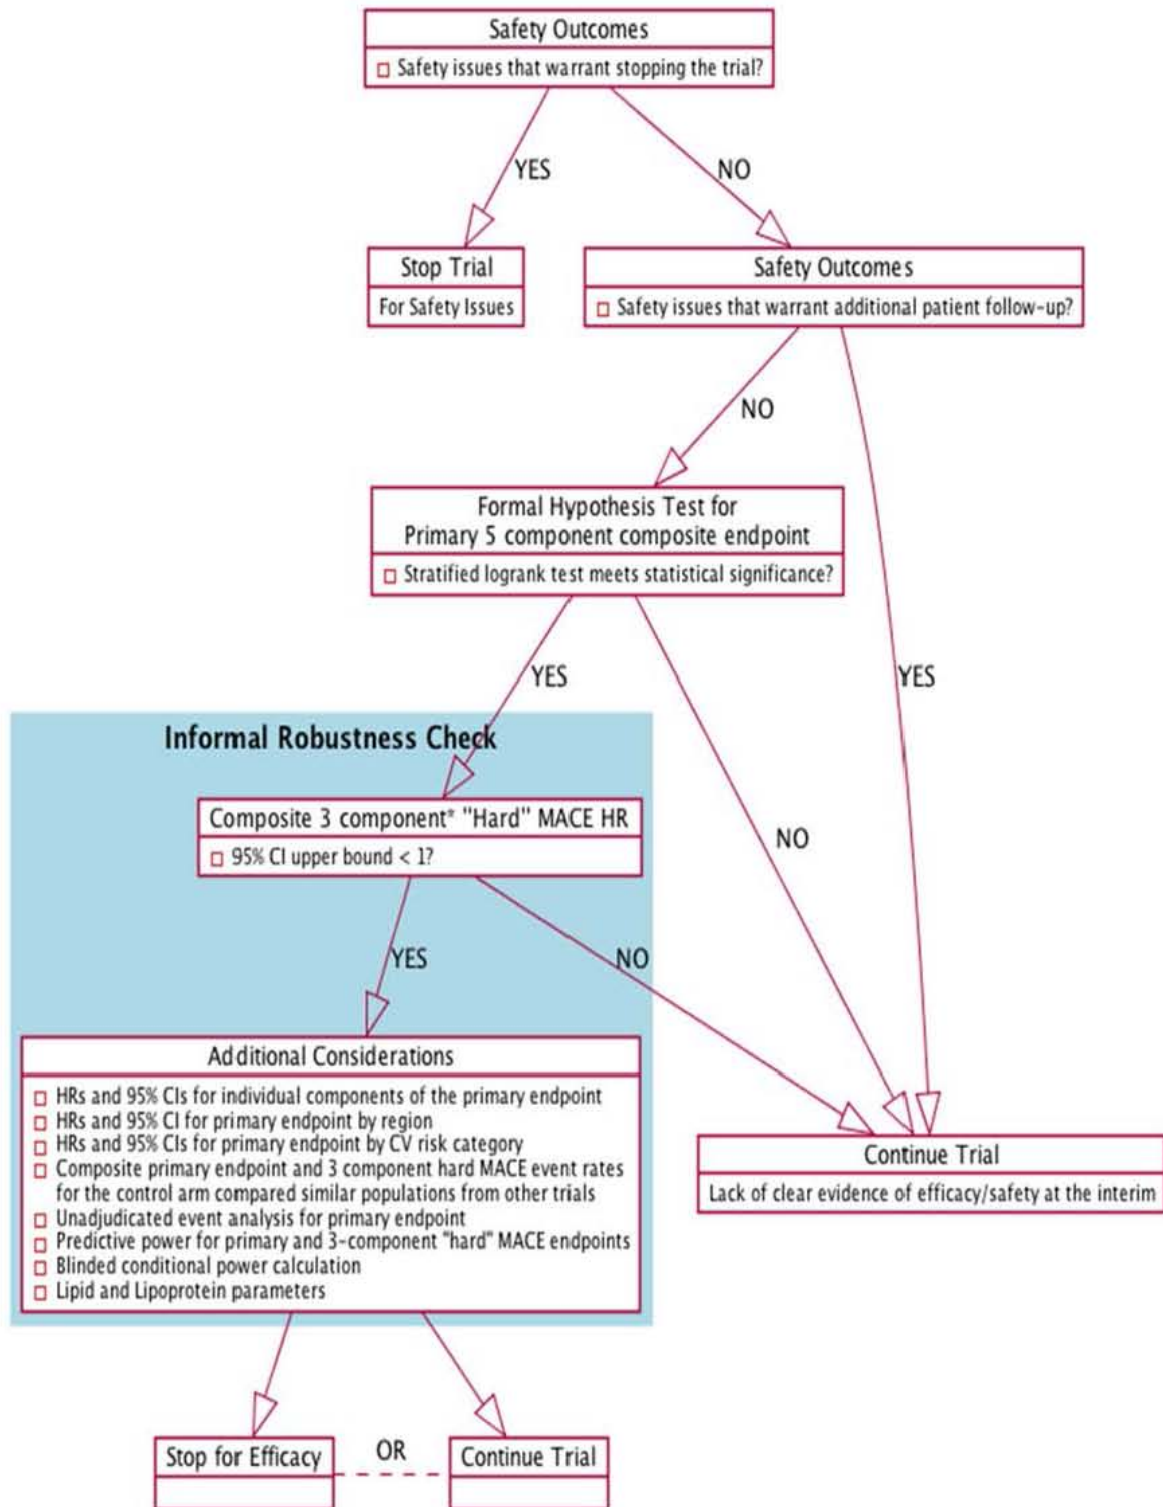 Safety Outcomes
Safety issues that warrant stopping the trial?
YES
NO
Stop Trial
For Safety Issues
Safety Outcomes
Safety issues that warrant additional patient follow-up?
NO
Formal Hypothesis Test for
Primary 5 component composite endpoint
Stratified logrank test meets statistical significance?
YES
YES
Informal Robustness Check
Composite 3 component* "Hard" MACE HR
95% CI upper bound < 1?
NO
YES
NO
Additional Considerations
HRs and 95% CIs for individual components of the primary endpoint
HRs and 95% CI for primary endpoint by region
HRs and 95% CIs for primary endpoint by CV risk category
Composite primary endpoint and 3 component hard MACE event rates
for the control arm compared similar populations from other trials
Unadjudicated event analysis for primary endpoint
Predictive power for primary and 3-component "hard" MACE endpoints
Blinded conditional power calculation
Lipid and Lipoprotein parameters
Continue Trial
Lack of clear evidence of efficacy/safety at the interim
Stop for Efficacy
OR
Continue Trial